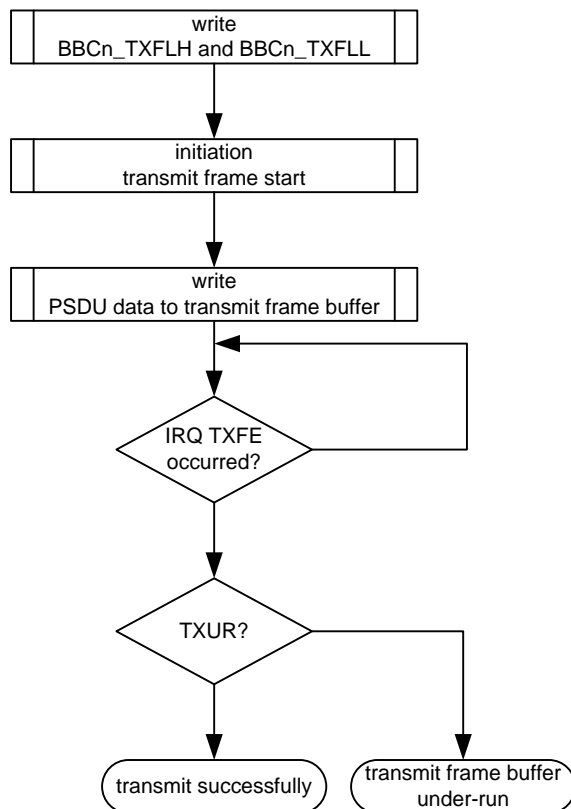 write
BBCn_TXFLH and BBCn_TXFLL
initiation
transmit frame start
write
PSDU data to transmit frame buffer
IRQ TXFE
occurred?
TXUR?
transmit successfully
transmit frame buffer
under-run